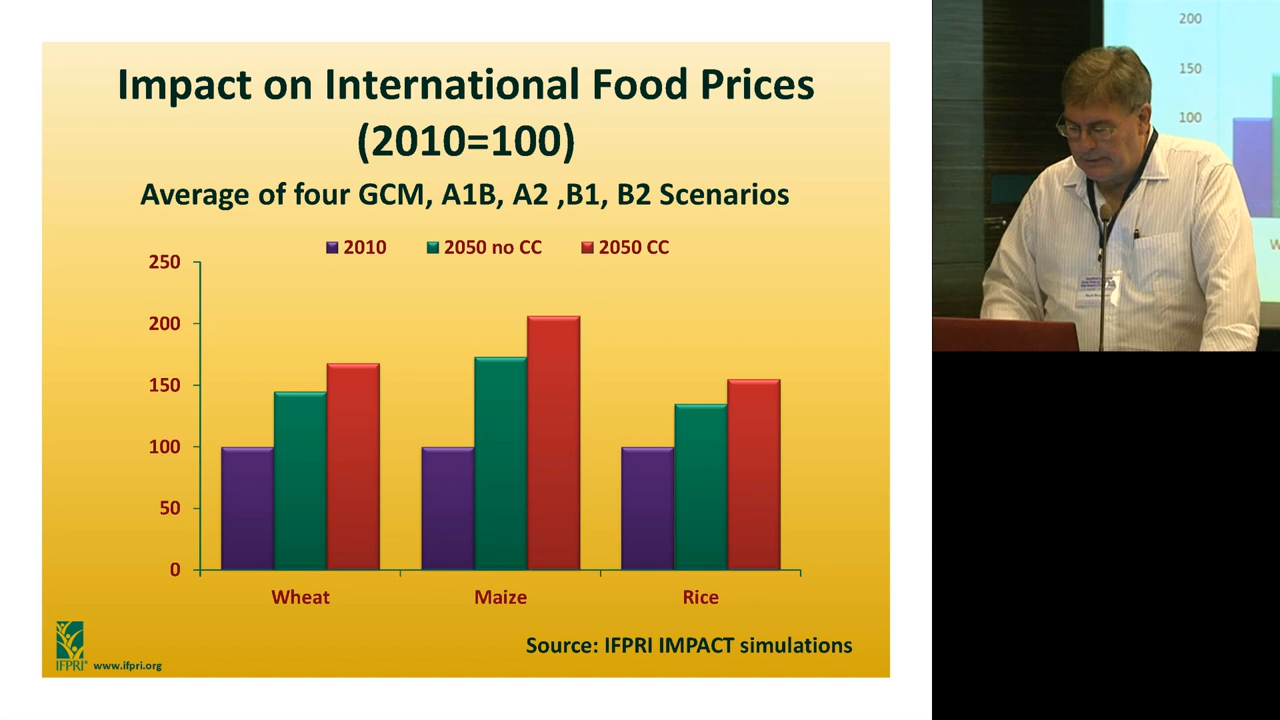 Impact on International Food Prices
(2010=100)
Average of four GCM, A1B, A2 ,B1, B2 Scenarios
2010 2050 no CC 2050 CC
250
200
150
100
50
0
Wheat Maize Rice
Source: IFPRI IMPACT simulations
IFPRI® www.ifpri.org
200
150
100
W